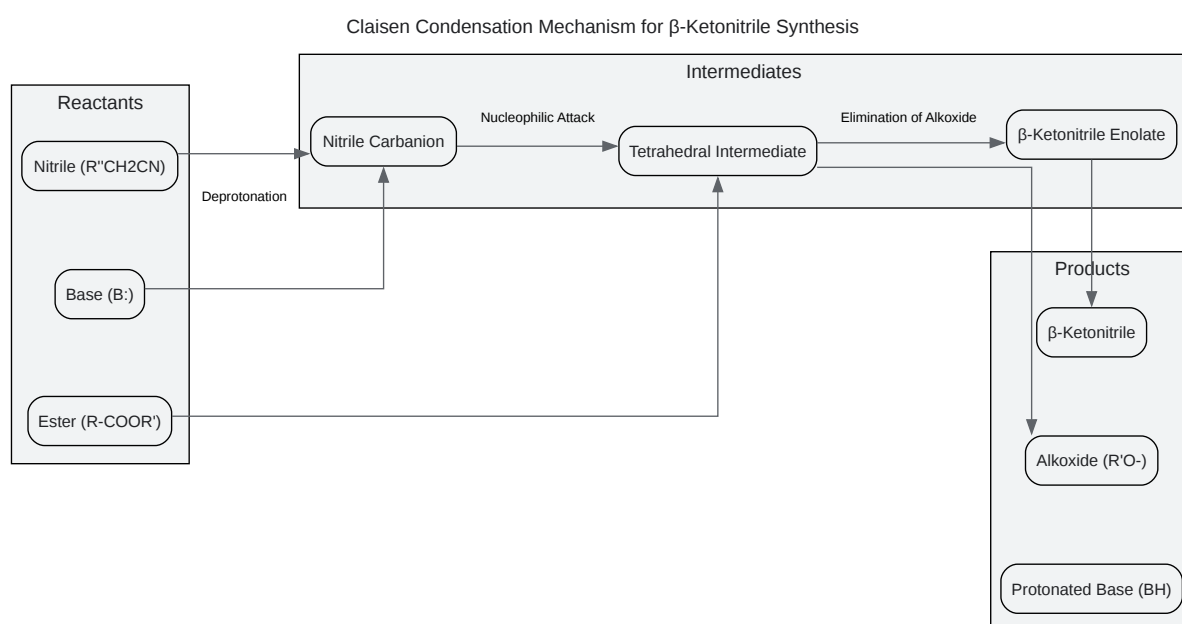 Claisen Condensation Mechanism for β-Ketonitrile Synthesis
Reactants
Nitrile (R"CH2CN)
Base (B:)
Ester (R-COOR')
Deprotonation
Intermediates
Nitrile Carbanion
Nucleophilic Attack
Tetrahedral Intermediate
Elimination of Alkoxide
β-Ketonitrile Enolate
Products
β-Ketonitrile
Alkoxide (R'O-)
Protonated Base (BH)